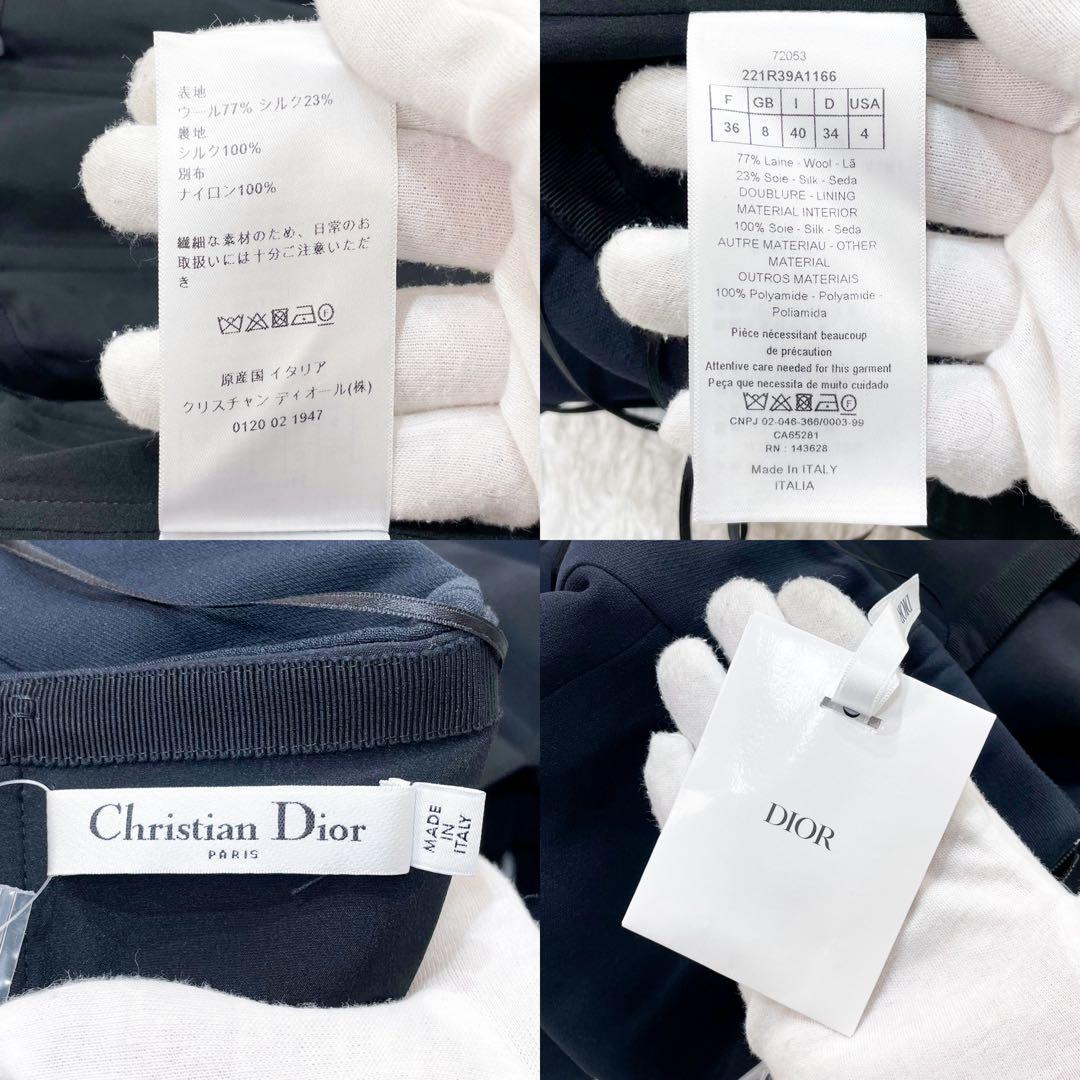 表地
ウール77% シルク23%
裏地
シルク100%
別布
ナイロン100%
繊細な素材のため、日常のお
取扱いには十分ご注意いただ
き
原産国 イタリア
クリスチャン ディオール(株)
0120 02 1947
72053
221R39A1166
F GB I D USA
36 8 40 34 4
77% Laine - Wool - Lã
23% Soie - Silk - Seda
DOUBLURE - LINING
MATERIAL INTERIOR
100% Soie - Silk - Seda
AUTRE MATERIAU - OTHER
MATERIAL
OUTROS MATERIAIS
100% Polyamide - Polyamide -
Poliamida
Pièce nécessitant beaucoup
de précaution
Attentive care needed for this garment
Peça que necessita de muito cuidado
CNPJ 02-046-366/0003-99
CA65281
RN : 143628
Made In ITALY
ITALIA
Christian Dior
PARIS
MADE
IN
ITALY
DIOR